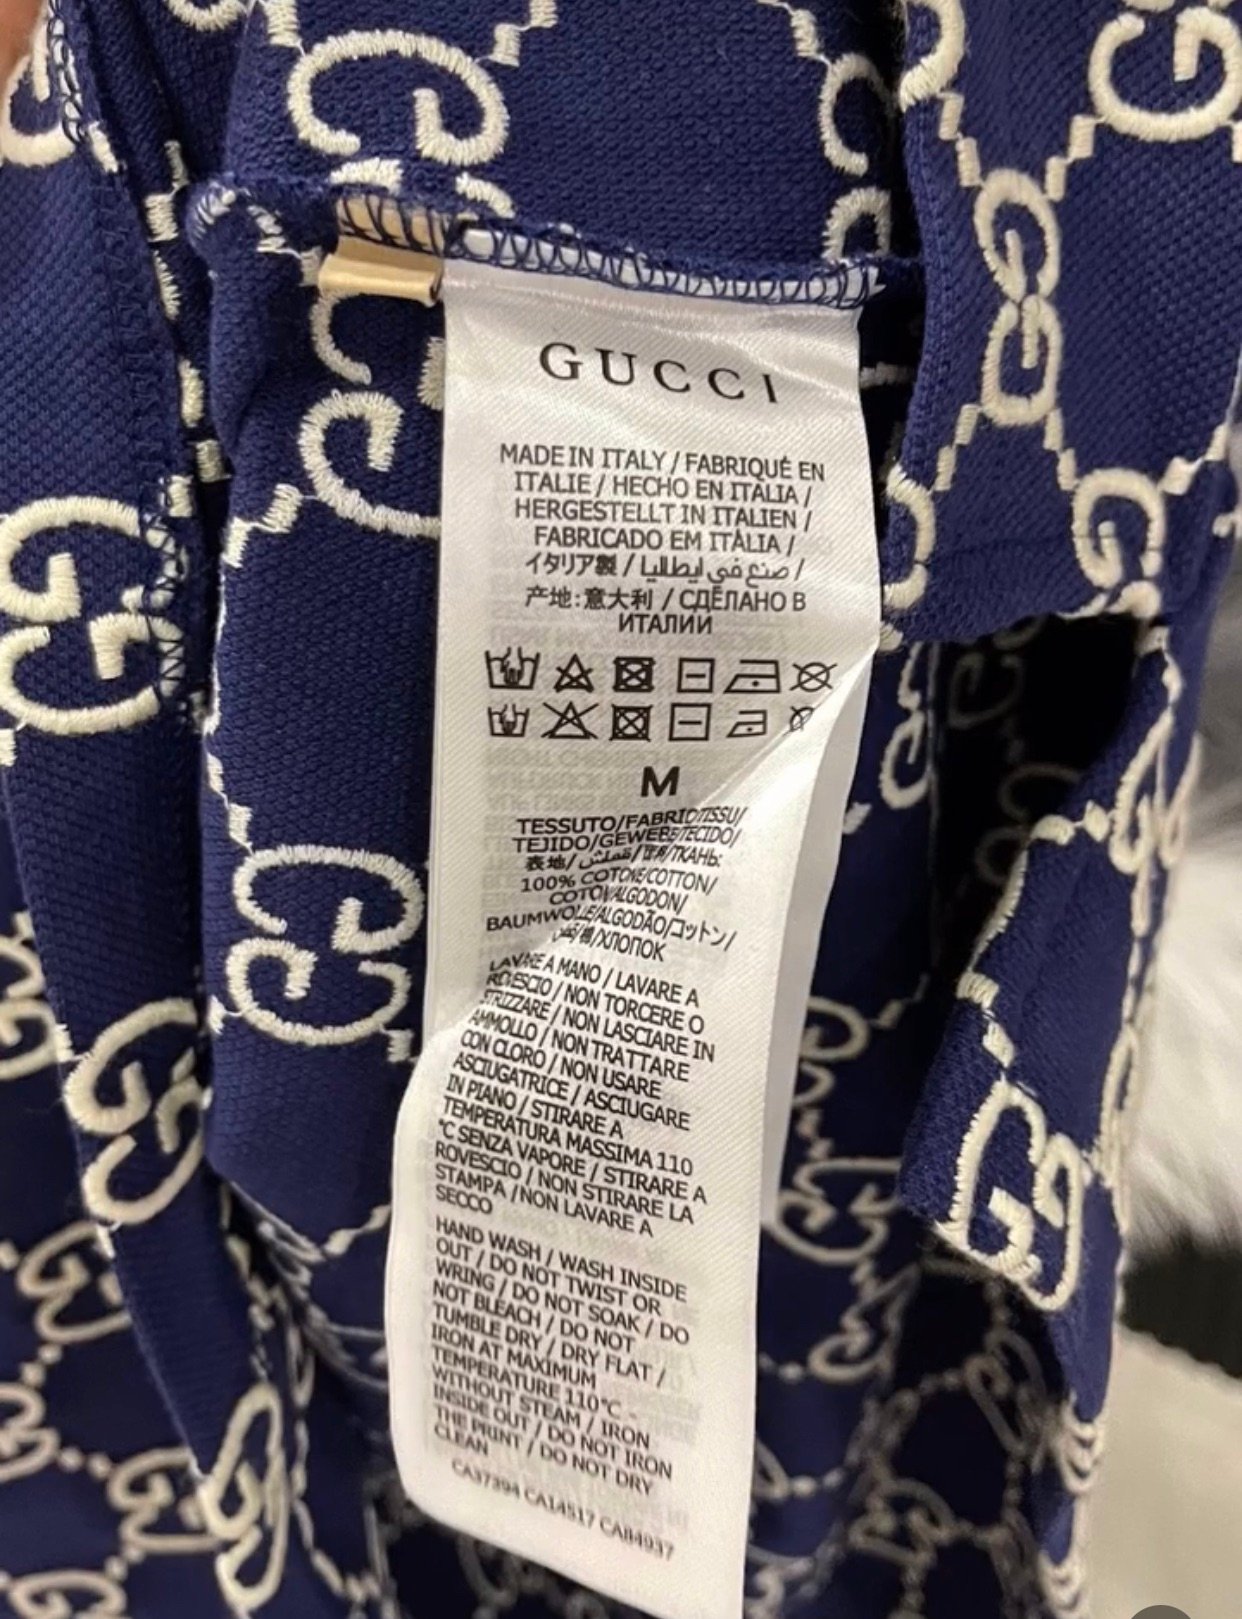 GUCCI
MADE IN ITALY / FABRIQUÉ EN
ITALIE / HECHO EN ITALIA /
HERGESTELLT IN ITALIEN /
FABRICADO EM ITÀLIA /
イタリア製 / صنع في ايطاليا /
产地:意大利 / СДЕЛАНО В
ИТАЛИИ
M
TESSUTO/FABRIC/TISSU/
TEJIDO/GEWEBE/TECIDO/
表地/ /ТКАНЬ:
100% COTONE/COTTON/
COTON/ALGODON/
BAUMWOLLE/ALGODÃO/コットン/
/棉/ХЛОПОК
LAVARE A MANO / LAVARE A
ROVESCIO / NON TORCERE O
STRIZZARE / NON LASCIARE IN
AMMOLLO / NON TRATTARE
CON CLORO / NON USARE
ASCIUGATRICE / ASCIUGARE
IN PIANO / STIRARE A
TEMPERATURA MASSIMA 110
°C SENZA VAPORE / STIRARE A
ROVESCIO / NON STIRARE LA
STAMPA /NON LAVARE A
SECCO
HAND WASH / WASH INSIDE
OUT / DO NOT TWIST OR
WRING / DO NOT SOAK / DO
NOT BLEACH / DO NOT
TUMBLE DRY / DRY FLAT /
IRON AT MAXIMUM
TEMPERATURE 110°C -
WITHOUT STEAM / IRON
INSIDE OUT / DO NOT IRON
THE PRINT / DO NOT DRY
CLEAN
CA37394 CA14517 CA84937